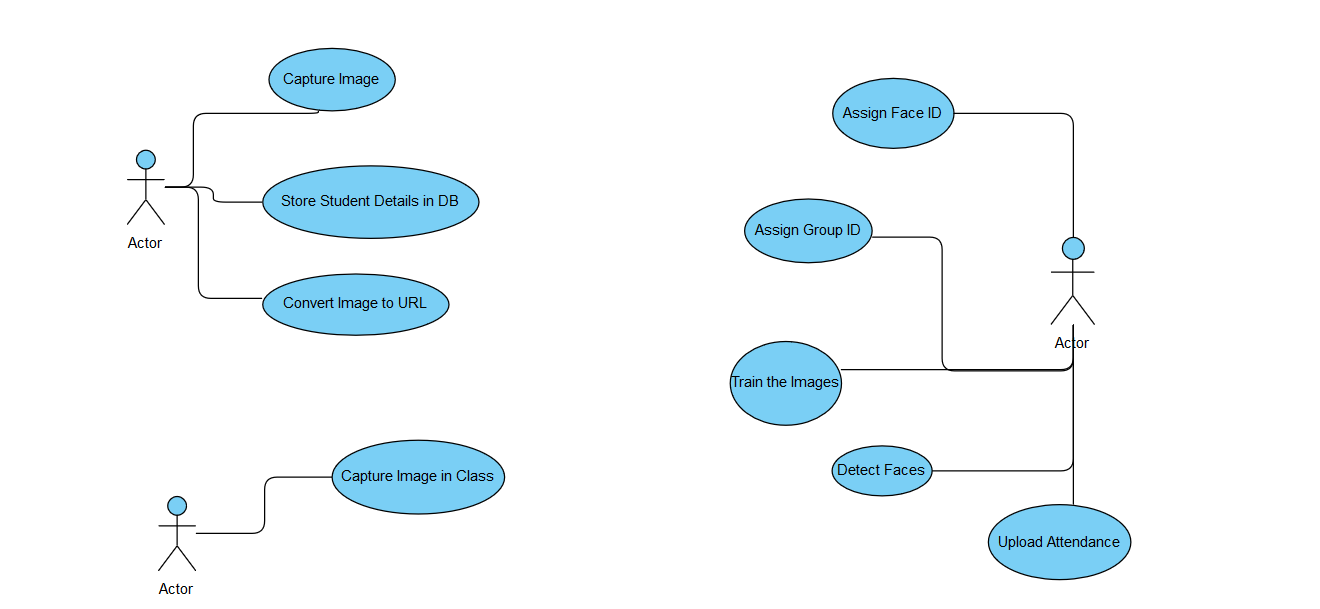 Capture Image
Store Student Details in DB
Actor
Convert Image to URL
Capture Image in Class
Actor
Assign Face ID
Assign Group ID
Actor
Train the Images
Detect Faces
Upload Attendance